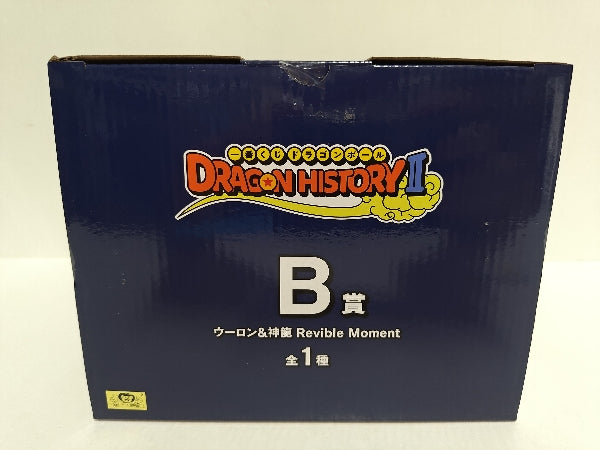 一番くじドラゴンボール
DRAGON HISTORY II
B賞
ウーロン&神龍 Revible Moment
全1種